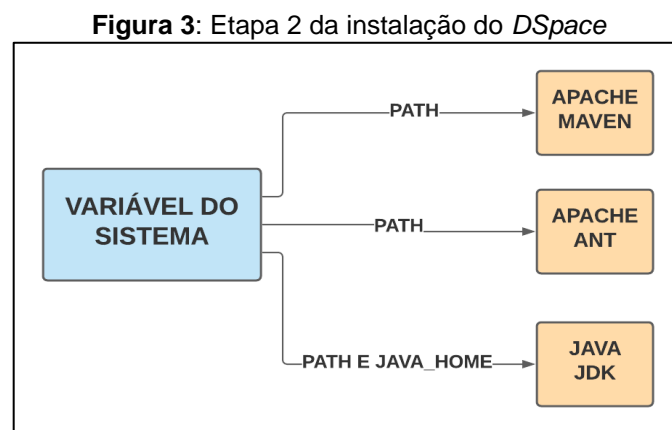 Figura 3: Etapa 2 da instalação do DSpace
PATH
APACHE
MAVEN
VARIÁVEL DO
SISTEMA
PATH
APACHE
ANT
PATH E JAVA_HOME
JAVA
JDK